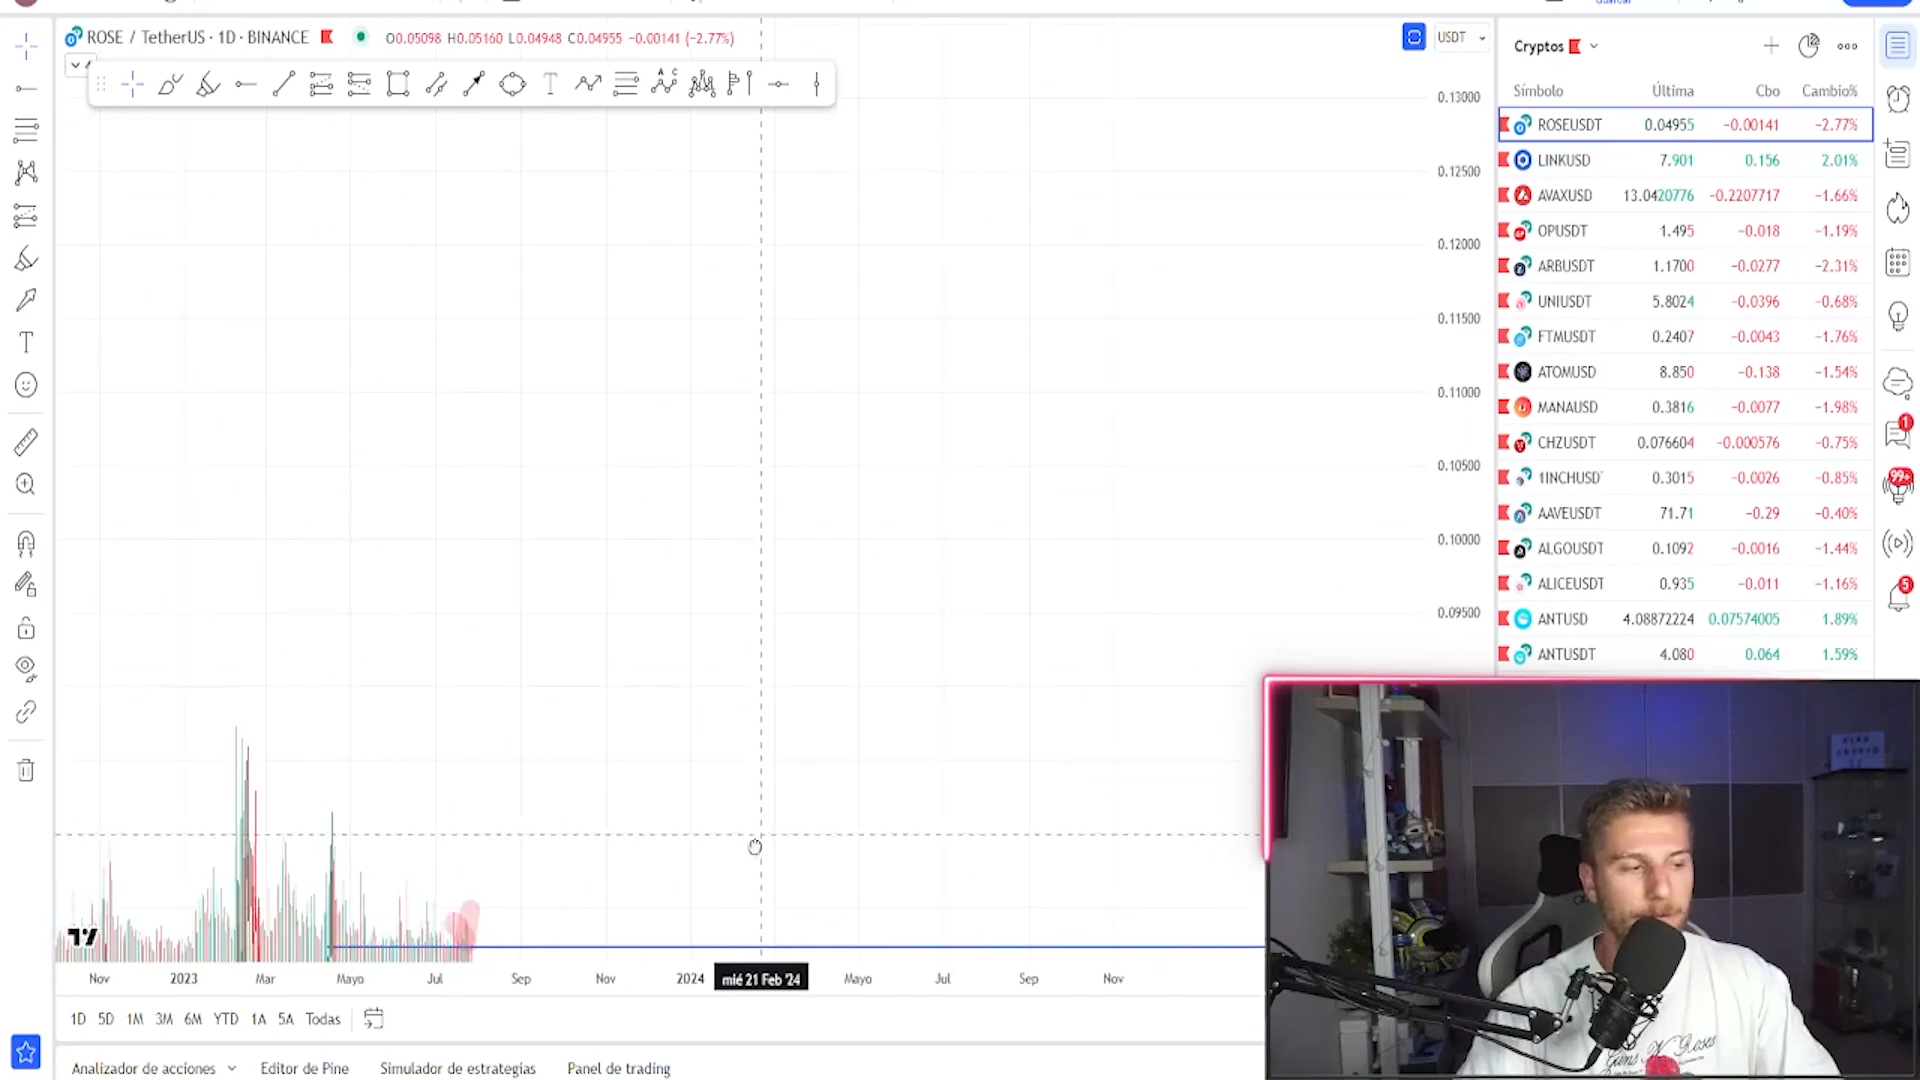 ROSE / TetherUS · 1D · BINANCE
O0.05098 H0.05160 L0.04948 C0.04955 −0.00141 (−2.77%)
USDT
0.13000
0.12500
0.12000
0.11500
0.11000
0.10500
0.10000
0.09500
Nov 2023 Mar Mayo Jul Sep Nov 2024 mié 21 Feb '24 Mayo Jul Sep Nov
1D 5D 1M 3M 6M YTD 1A 5A Todas
Analizador de acciones Editor de Pine Simulador de estrategias Panel de trading
Cryptos
Símbolo Última Cbo Cambio%
ROSEUSDT 0.04955 −0.00141 −2.77%
LINKUSD 7.901 0.156 2.01%
AVAXUSD 13.0420776 −0.2207717 −1.66%
OPUSDT 1.495 −0.018 −1.19%
ARBUSDT 1.1700 −0.0277 −2.31%
UNIUSDT 5.8024 −0.0396 −0.68%
FTMUSDT 0.2407 −0.0043 −1.76%
ATOMUSD 8.850 −0.138 −1.54%
MANAUSD 0.3816 −0.0077 −1.98%
CHZUSDT 0.076604 −0.000576 −0.75%
1INCHUSD 0.3015 −0.0026 −0.85%
AAVEUSDT 71.71 −0.29 −0.40%
ALGOUSDT 0.1092 −0.0016 −1.44%
ALICEUSDT 0.935 −0.011 −1.16%
ANTUSD 4.08872224 0.07574005 1.89%
ANTUSDT 4.080 0.064 1.59%
1
99+
5
Guns N' Roses